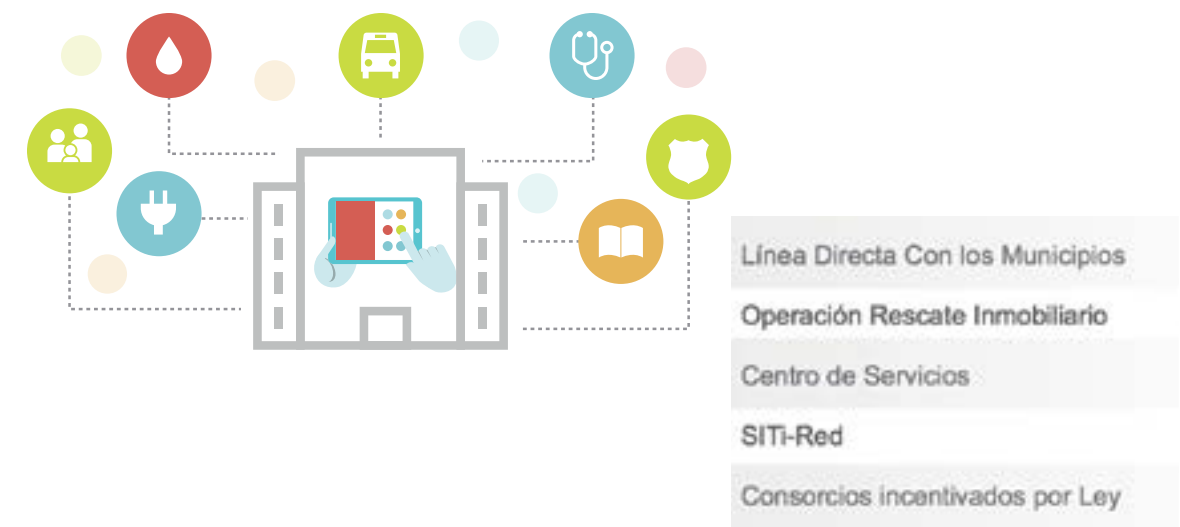 Línea Directa Con los Municipios
Operación Rescate Inmobiliario
Centro de Servicios
SITi-Red
Consorcios incentivados por Ley